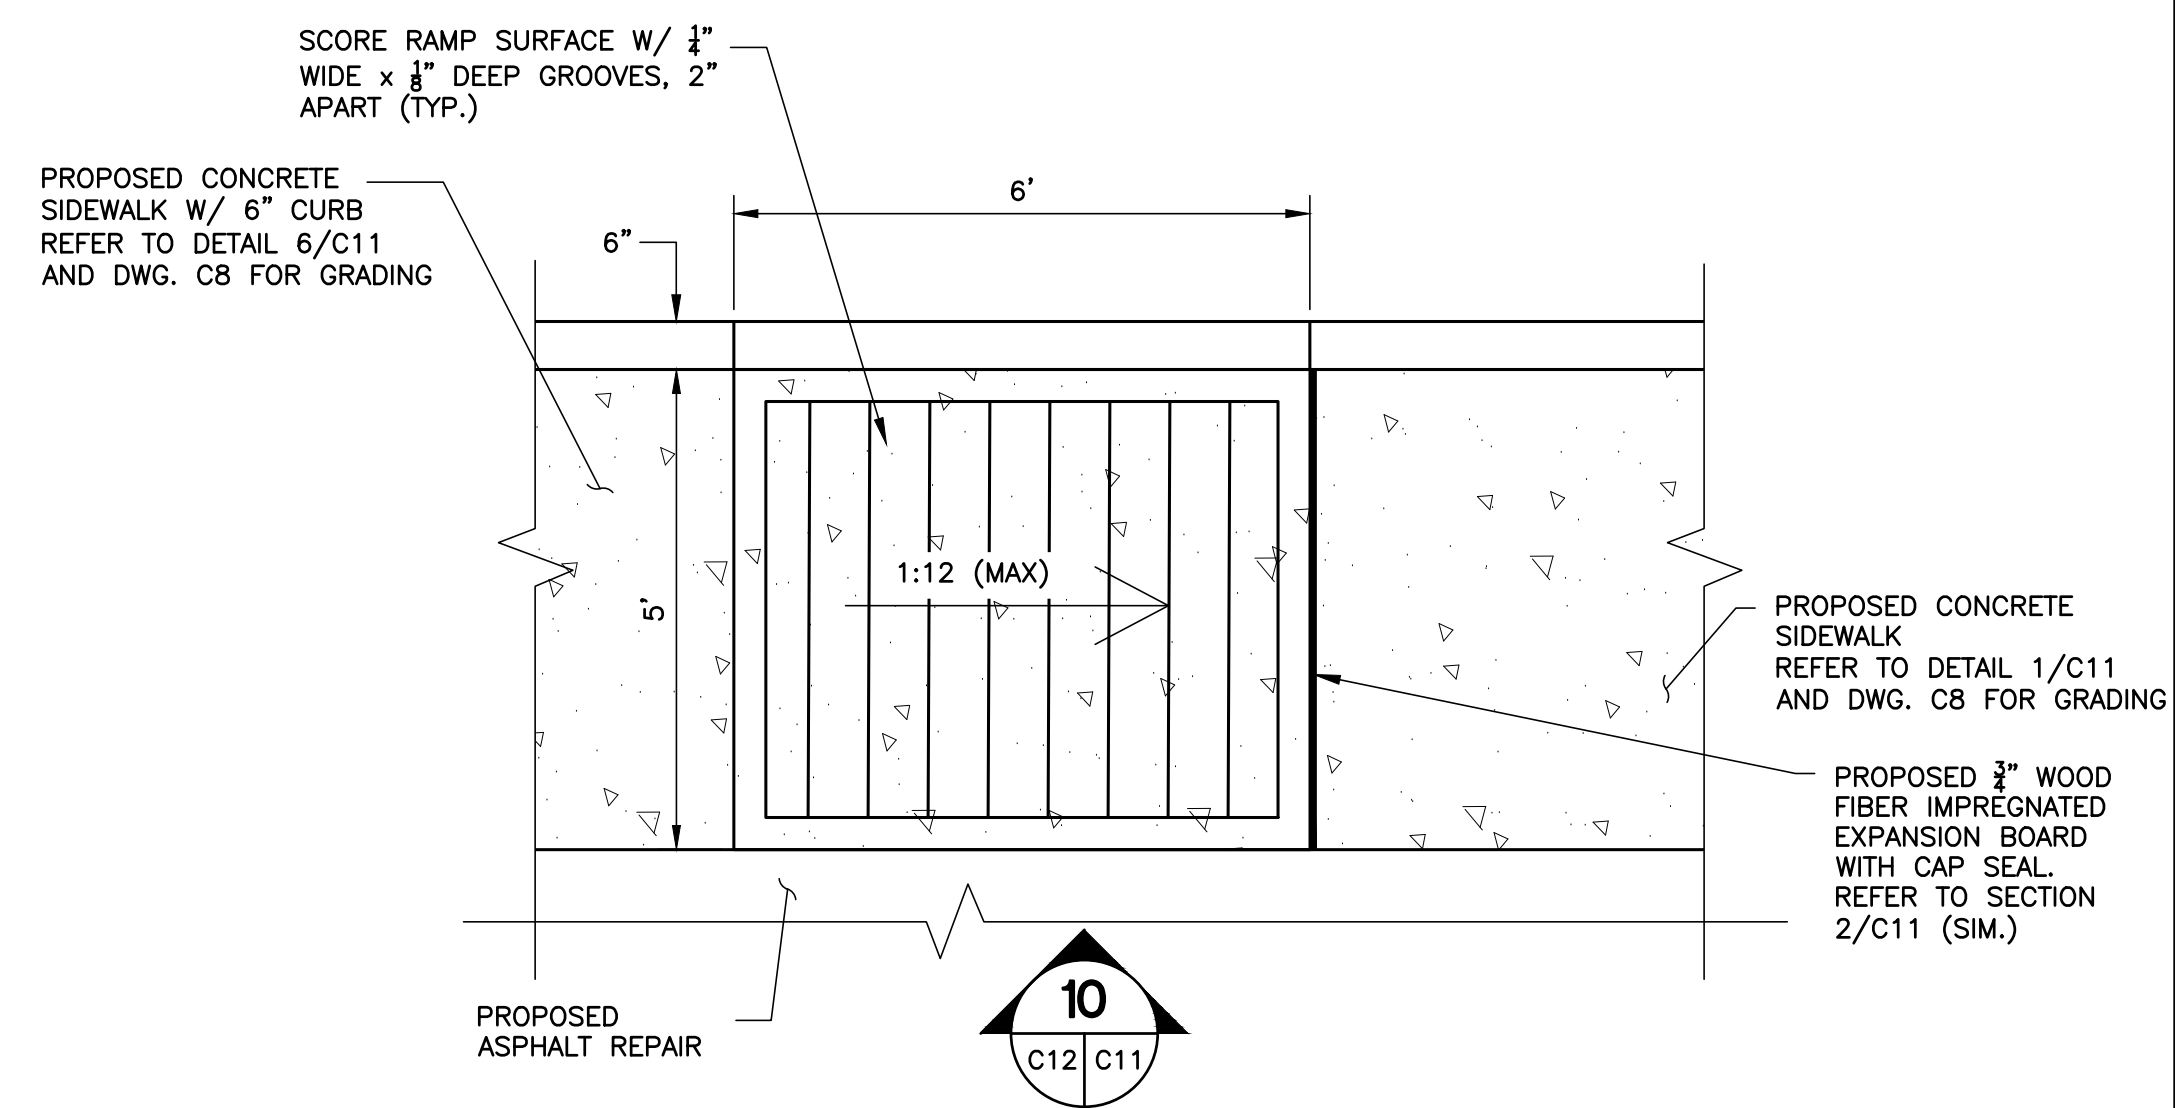 SCORE RAMP SURFACE W/ 1/4"
WIDE x 1/8" DEEP GROOVES, 2"
APART (TYP.)
PROPOSED CONCRETE
SIDEWALK W/ 6" CURB
REFER TO DETAIL 6/C11
AND DWG. C8 FOR GRADING
6'
6"
5'
1:12 (MAX)
PROPOSED CONCRETE
SIDEWALK
REFER TO DETAIL 1/C11
AND DWG. C8 FOR GRADING
PROPOSED 3/4" WOOD
FIBER IMPREGNATED
EXPANSION BOARD
WITH CAP SEAL.
REFER TO SECTION
2/C11 (SIM.)
PROPOSED
ASPHALT REPAIR
10
C12 C11